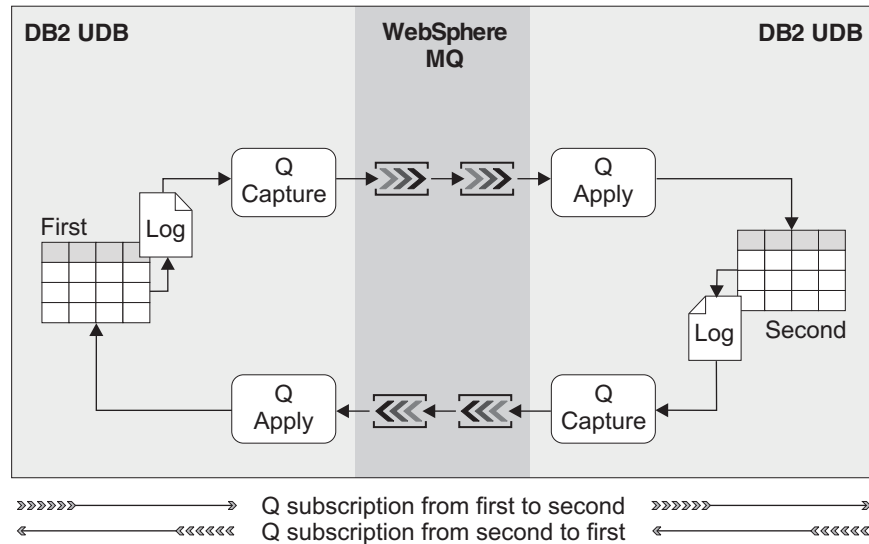 DB2 UDB
WebSphere
MQ
DB2 UDB
Q
Capture
Q
Apply
First
Log
Log
Second
Q
Apply
Q
Capture
Q subscription from first to second
Q subscription from second to first